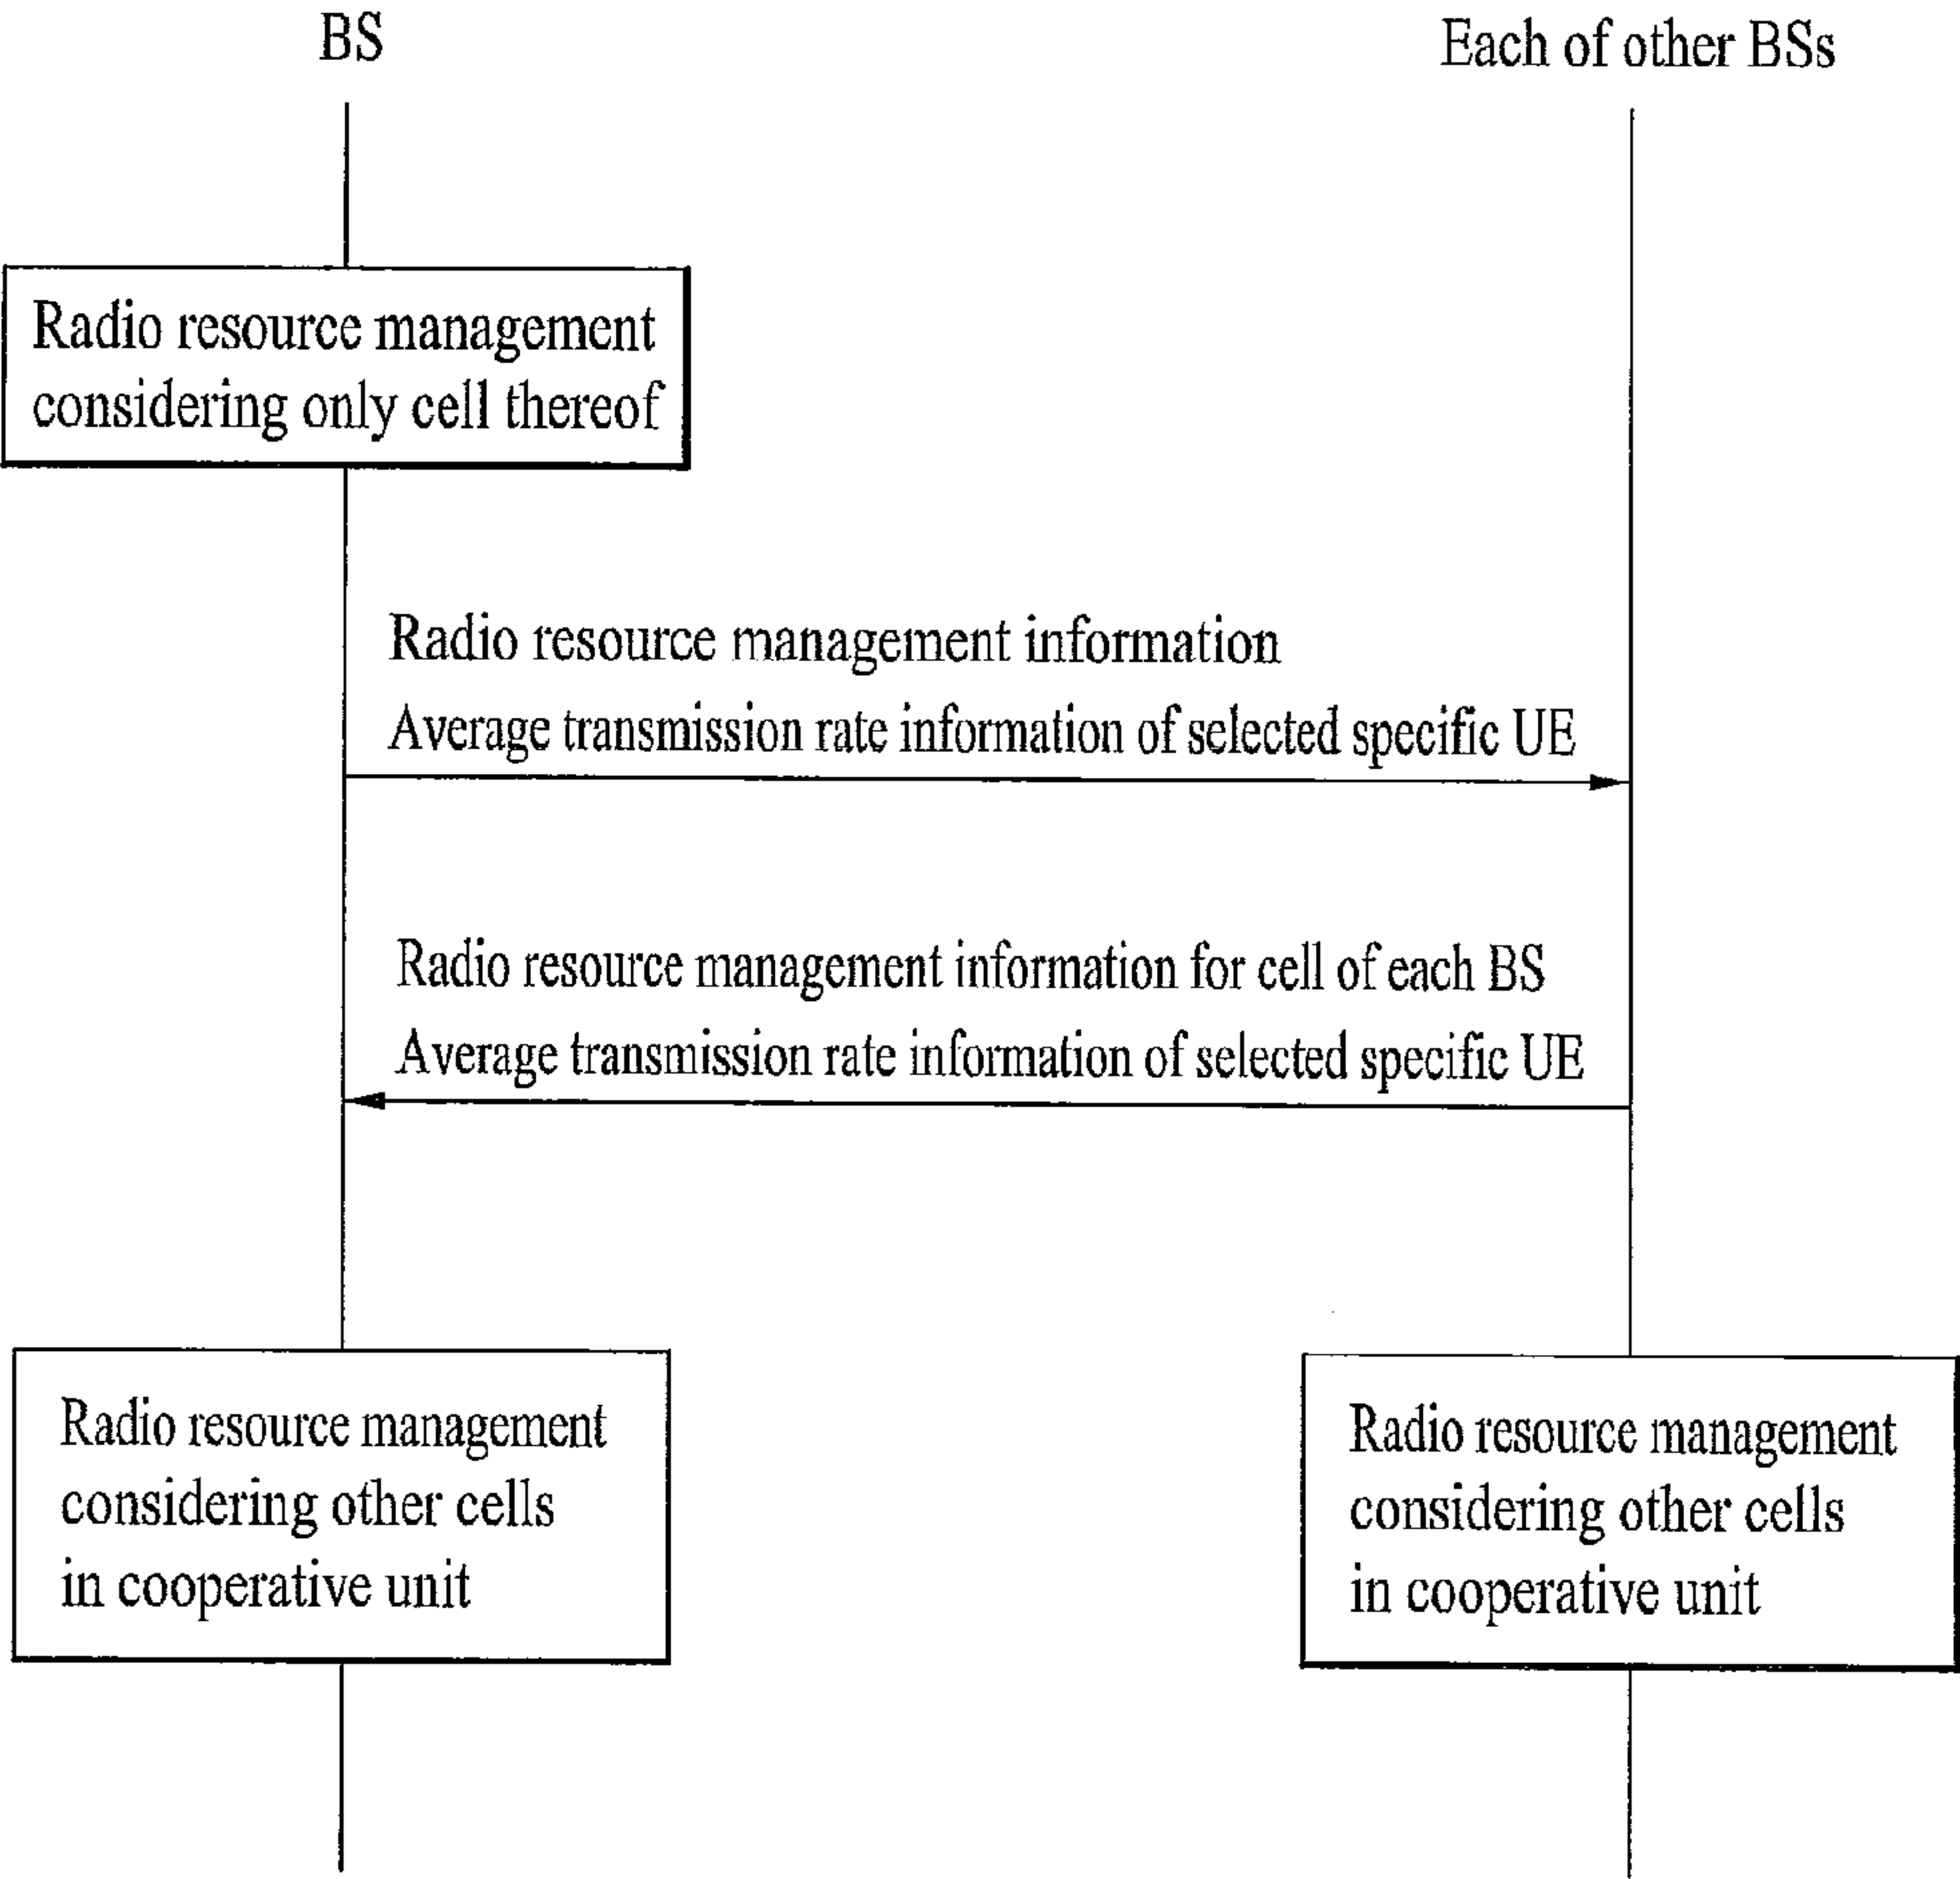 BS
Each of other BSs
Radio resource management
considering only cell thereof
Radio resource management information
Average transmission rate information of selected specific UE
Radio resource management information for cell of each BS
Average transmission rate information of selected specific UE
Radio resource management
considering other cells
in cooperative unit
Radio resource management
considering other cells
in cooperative unit